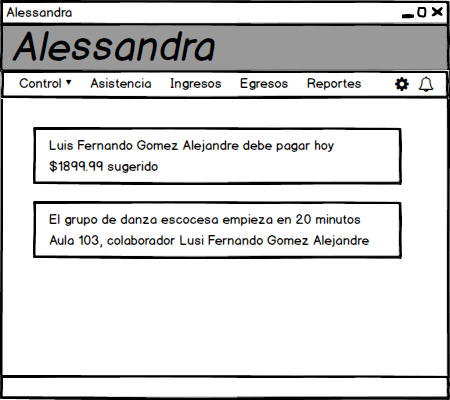 Alessandra
Alessandra
Control Asistencia Ingresos Egresos Reportes
Luis Fernando Gomez Alejandre debe pagar hoy
$1899.99 sugerido
El grupo de danza escocesa empieza en 20 minutos
Aula 103, colaborador Lusi Fernando Gomez Alejandre